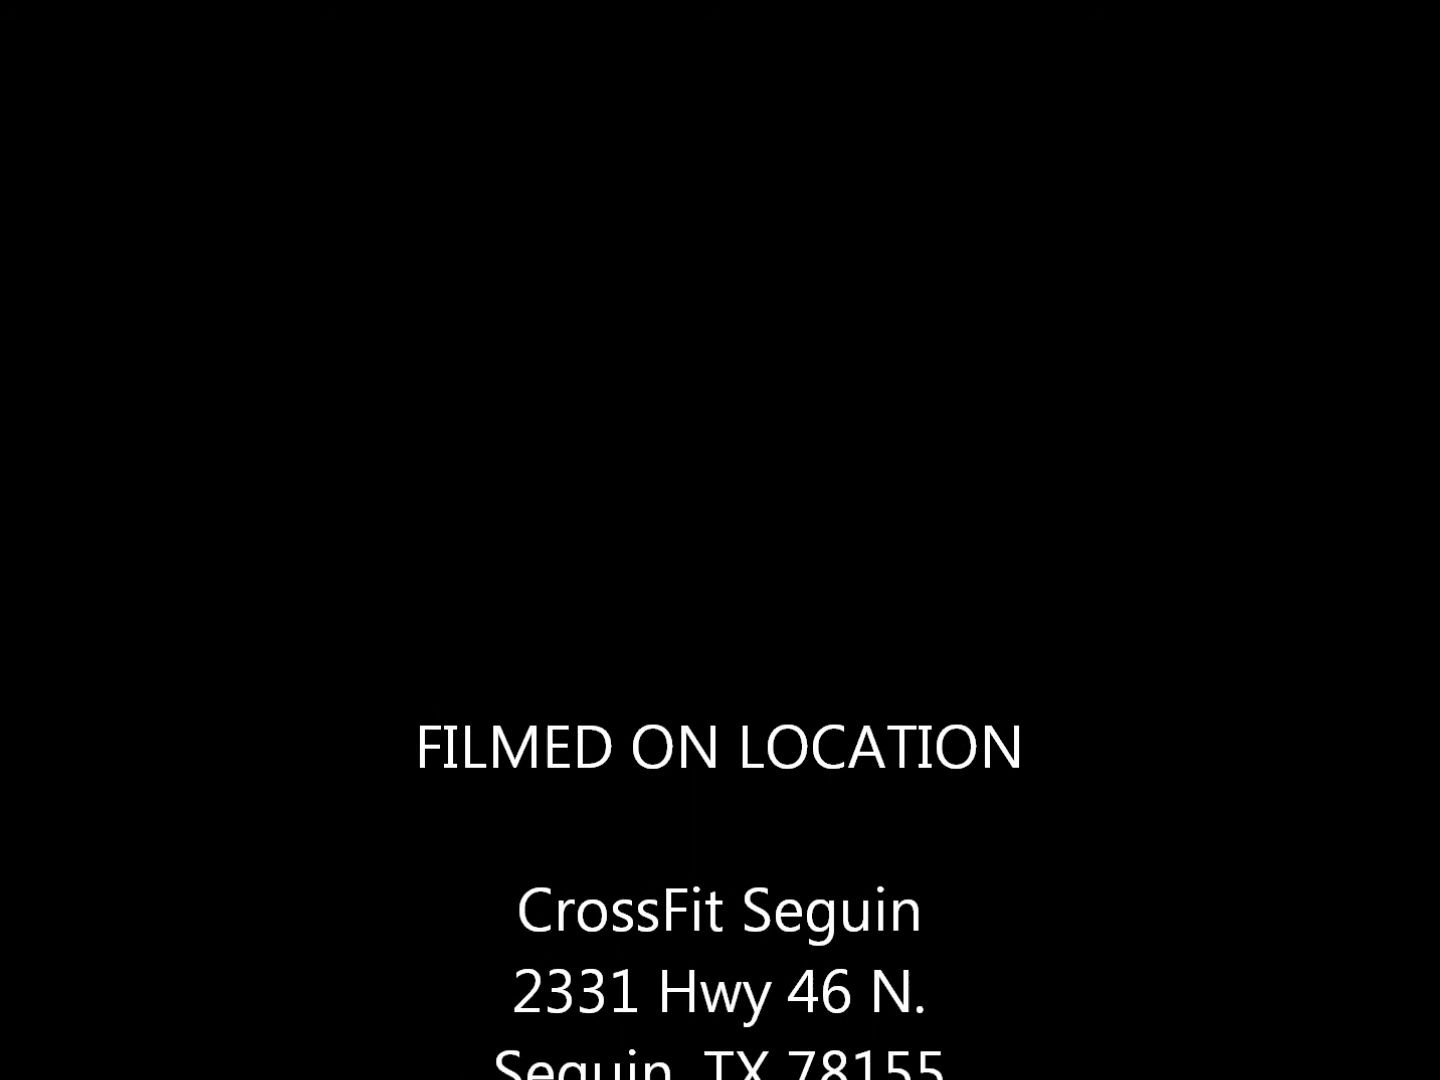 FILMED ON LOCATION
CrossFit Seguin
2331 Hwy 46 N.
Seguin, TX 78155